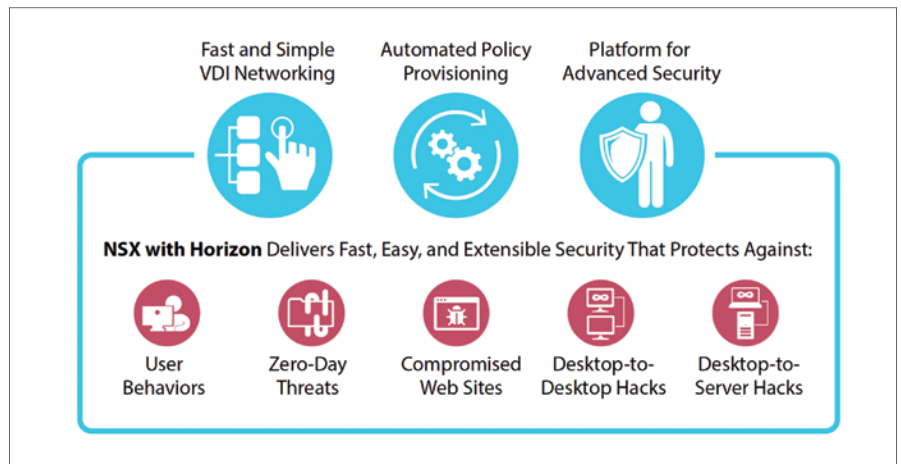 Fast and Simple
VDI Networking
Automated Policy
Provisioning
Platform for
Advanced Security
NSX with Horizon Delivers Fast, Easy, and Extensible Security That Protects Against:
User
Behaviors
Zero-Day
Threats
Compromised
Web Sites
Desktop-to-
Desktop Hacks
Desktop-to-
Server Hacks